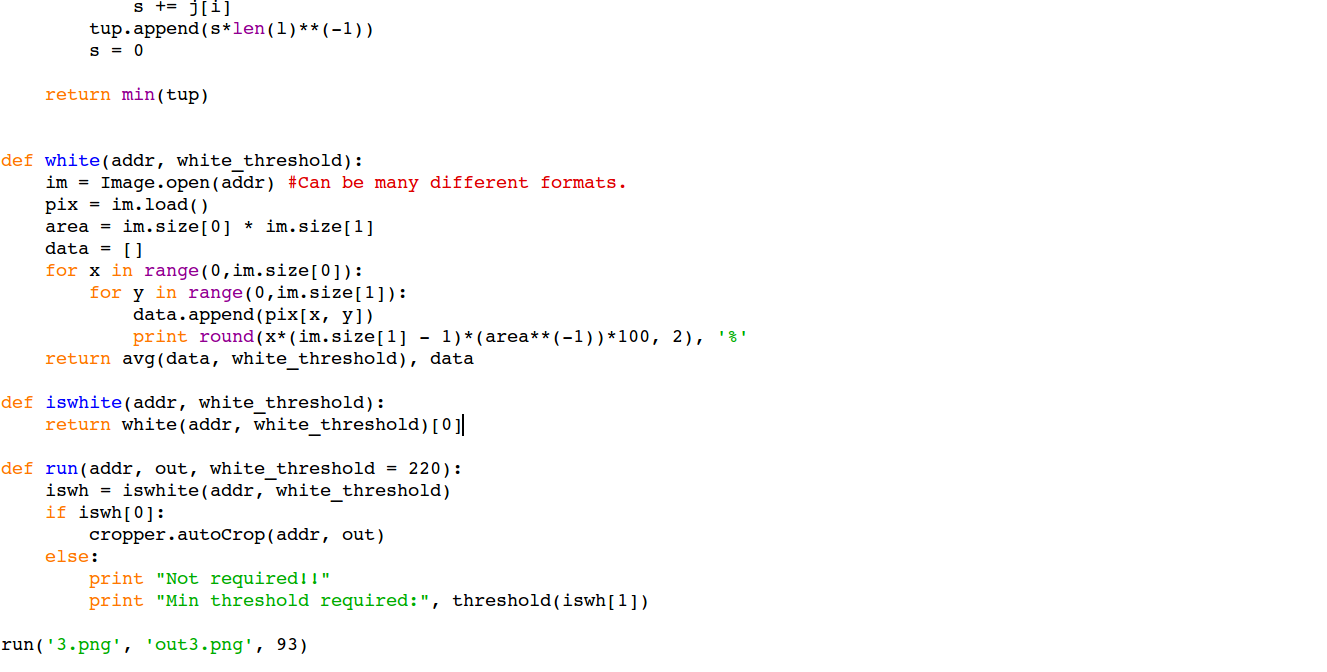 s += j[i]
        tup.append(s*len(l)**(-1))
        s = 0

    return min(tup)


def white(addr, white_threshold):
    im = Image.open(addr) #Can be many different formats.
    pix = im.load()
    area = im.size[0] * im.size[1]
    data = []
    for x in range(0,im.size[0]):
        for y in range(0,im.size[1]):
            data.append(pix[x, y])
            print round(x*(im.size[1] - 1)*(area**(-1))*100, 2), '%'
    return avg(data, white_threshold), data

def iswhite(addr, white_threshold):
    return white(addr, white_threshold)[0]

def run(addr, out, white_threshold = 220):
    iswh = iswhite(addr, white_threshold)
    if iswh[0]:
        cropper.autoCrop(addr, out)
    else:
        print "Not required!!"
        print "Min threshold required:", threshold(iswh[1])

run('3.png', 'out3.png', 93)